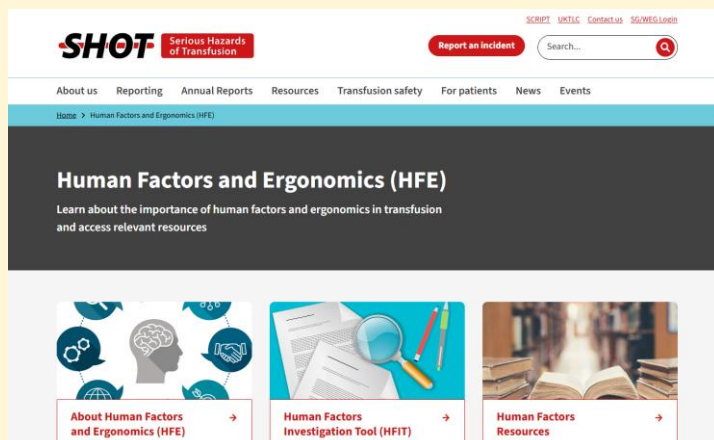 SCRIPT UKTLC Contact us SG/WEG Login
SHOT Serious Hazards
of Transfusion
Report an incident
Search...
About us Reporting Annual Reports Resources Transfusion safety For patients News Events
Home > Human Factors and Ergonomics (HFE)
Human Factors and Ergonomics (HFE)
Learn about the importance of human factors and ergonomics in transfusion
and access relevant resources
About Human Factors
and Ergonomics (HFE)
Human Factors
Investigation Tool (HFIT)
Human Factors
Resources